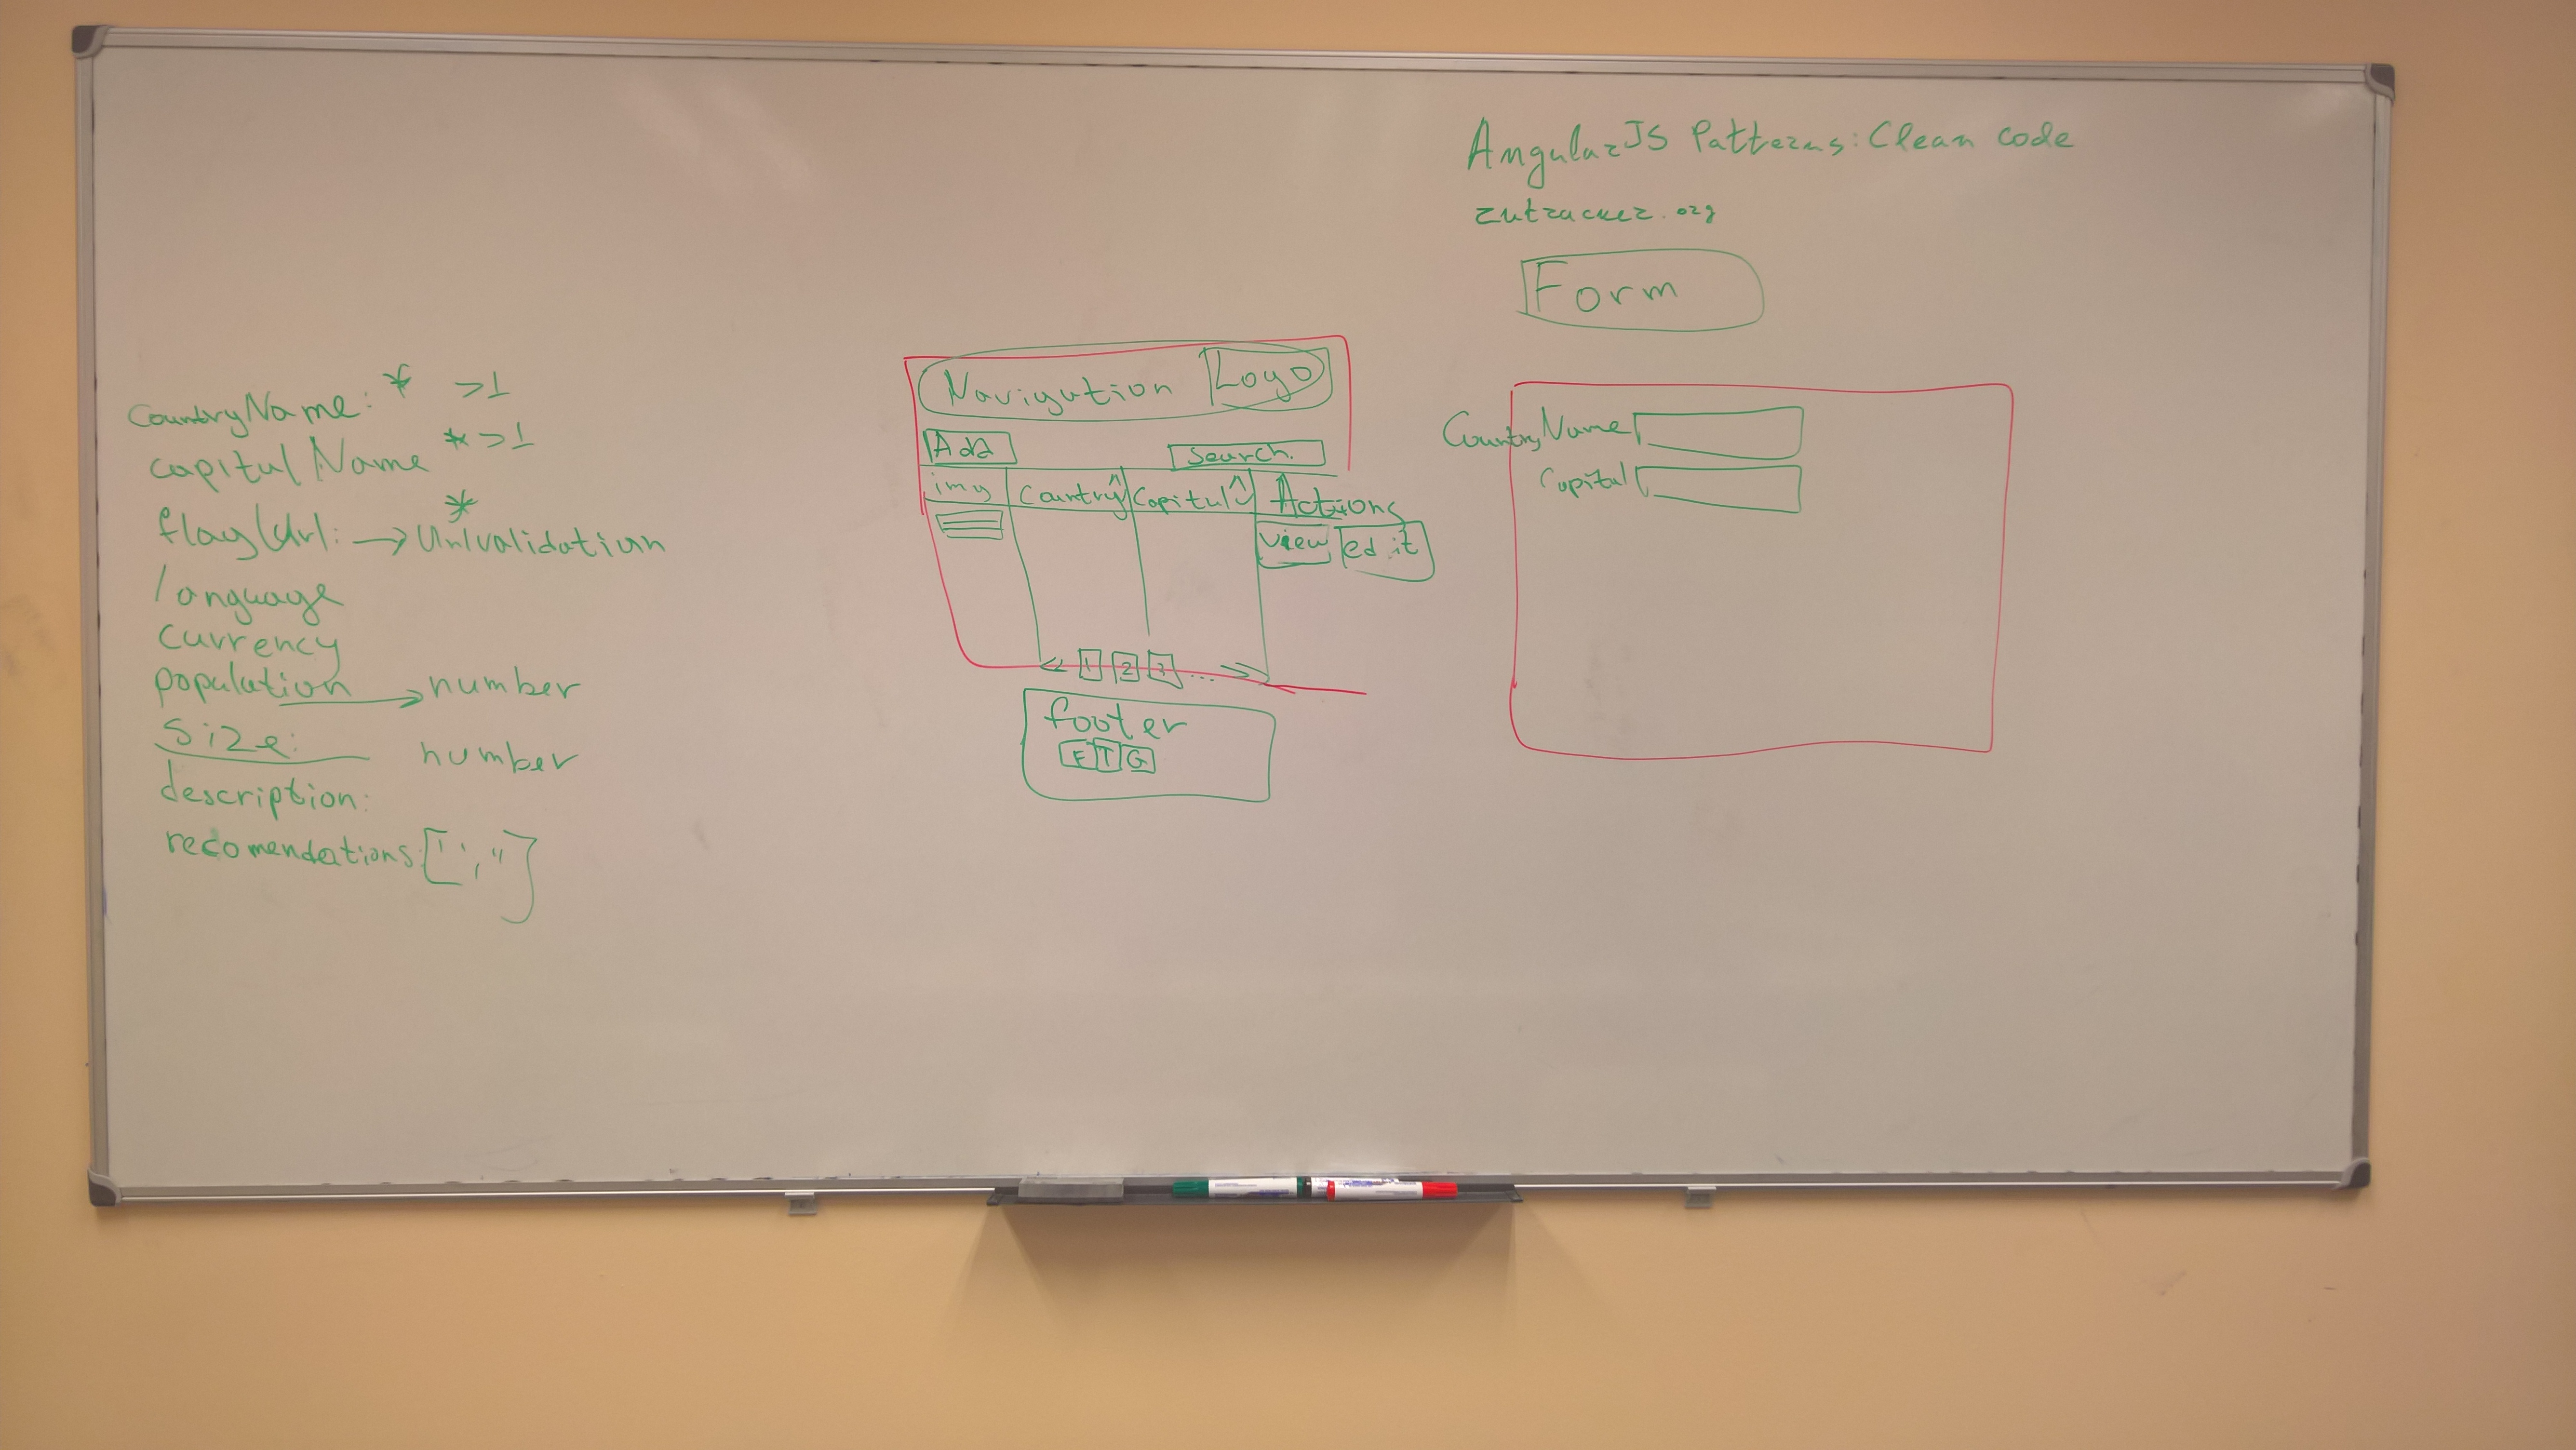 CountryName: * >1
capitalName * >1
flagUrl: → * Urlvalidation
language
currency
population → number
Size: number
description:
recomendations: ['', '']
Navigation Logo
Add Search
img Country ^ Capital ^ Actions
view edit
<< 1 2 3 ... >>
footer
F T G
AngularJS Patterns: Clean code
rutracker.org
Form
CountryName
Capital